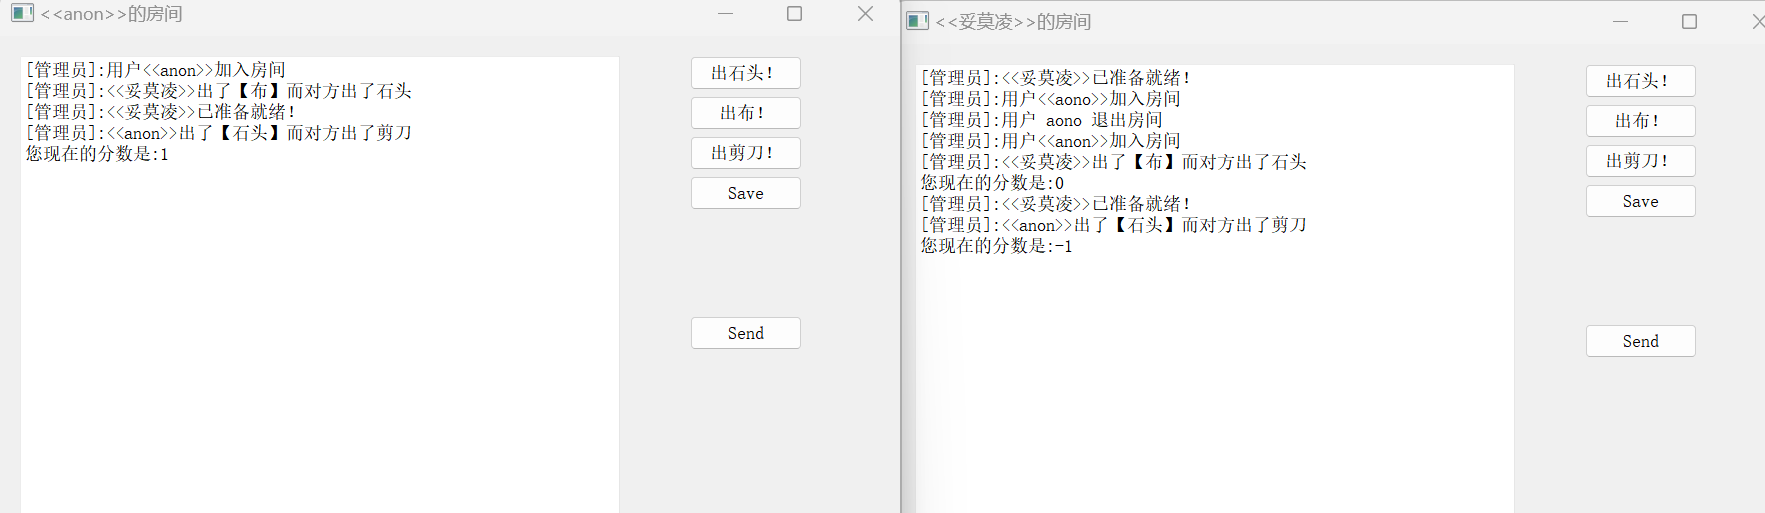 <<anon>>的房间
[管理员]:用户<<anon>>加入房间
[管理员]:<<妥莫凌>>出了【布】而对方出了石头
[管理员]:<<妥莫凌>>已准备就绪!
[管理员]:<<anon>>出了【石头】而对方出了剪刀
您现在的分数是:1
出石头!
出布!
出剪刀!
Save
Send
<<妥莫凌>>的房间
[管理员]:<<妥莫凌>>已准备就绪!
[管理员]:用户<<aono>>加入房间
[管理员]:用户 aono 退出房间
[管理员]:用户<<anon>>加入房间
[管理员]:<<妥莫凌>>出了【布】而对方出了石头
您现在的分数是:0
[管理员]:<<妥莫凌>>已准备就绪!
[管理员]:<<anon>>出了【石头】而对方出了剪刀
您现在的分数是:-1
出石头!
出布!
出剪刀!
Save
Send